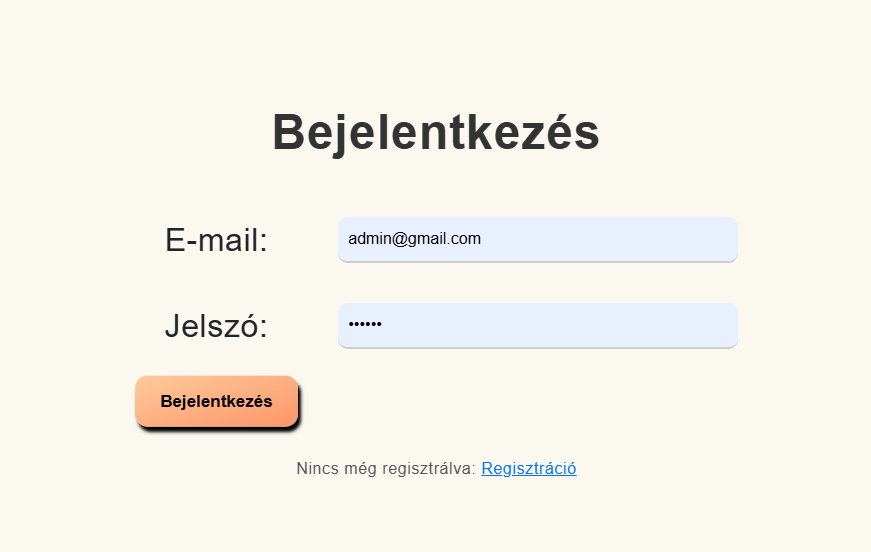 Bejelentkezés
E-mail: admin@gmail.com
Jelszó: ••••••
Bejelentkezés
Nincs még regisztrálva: Regisztráció